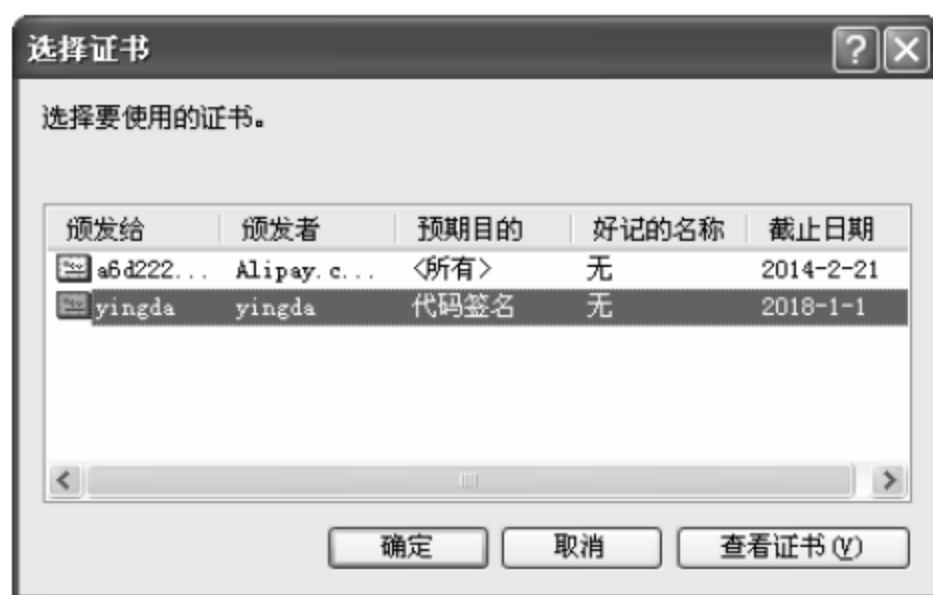 选择证书
选择要使用的证书。
颁发给 颁发者 预期目的 好记的名称 截止日期
a6d222... Alipay.c... <所有> 无 2014-2-21
yingda yingda 代码签名 无 2018-1-1
确定 取消 查看证书(V)